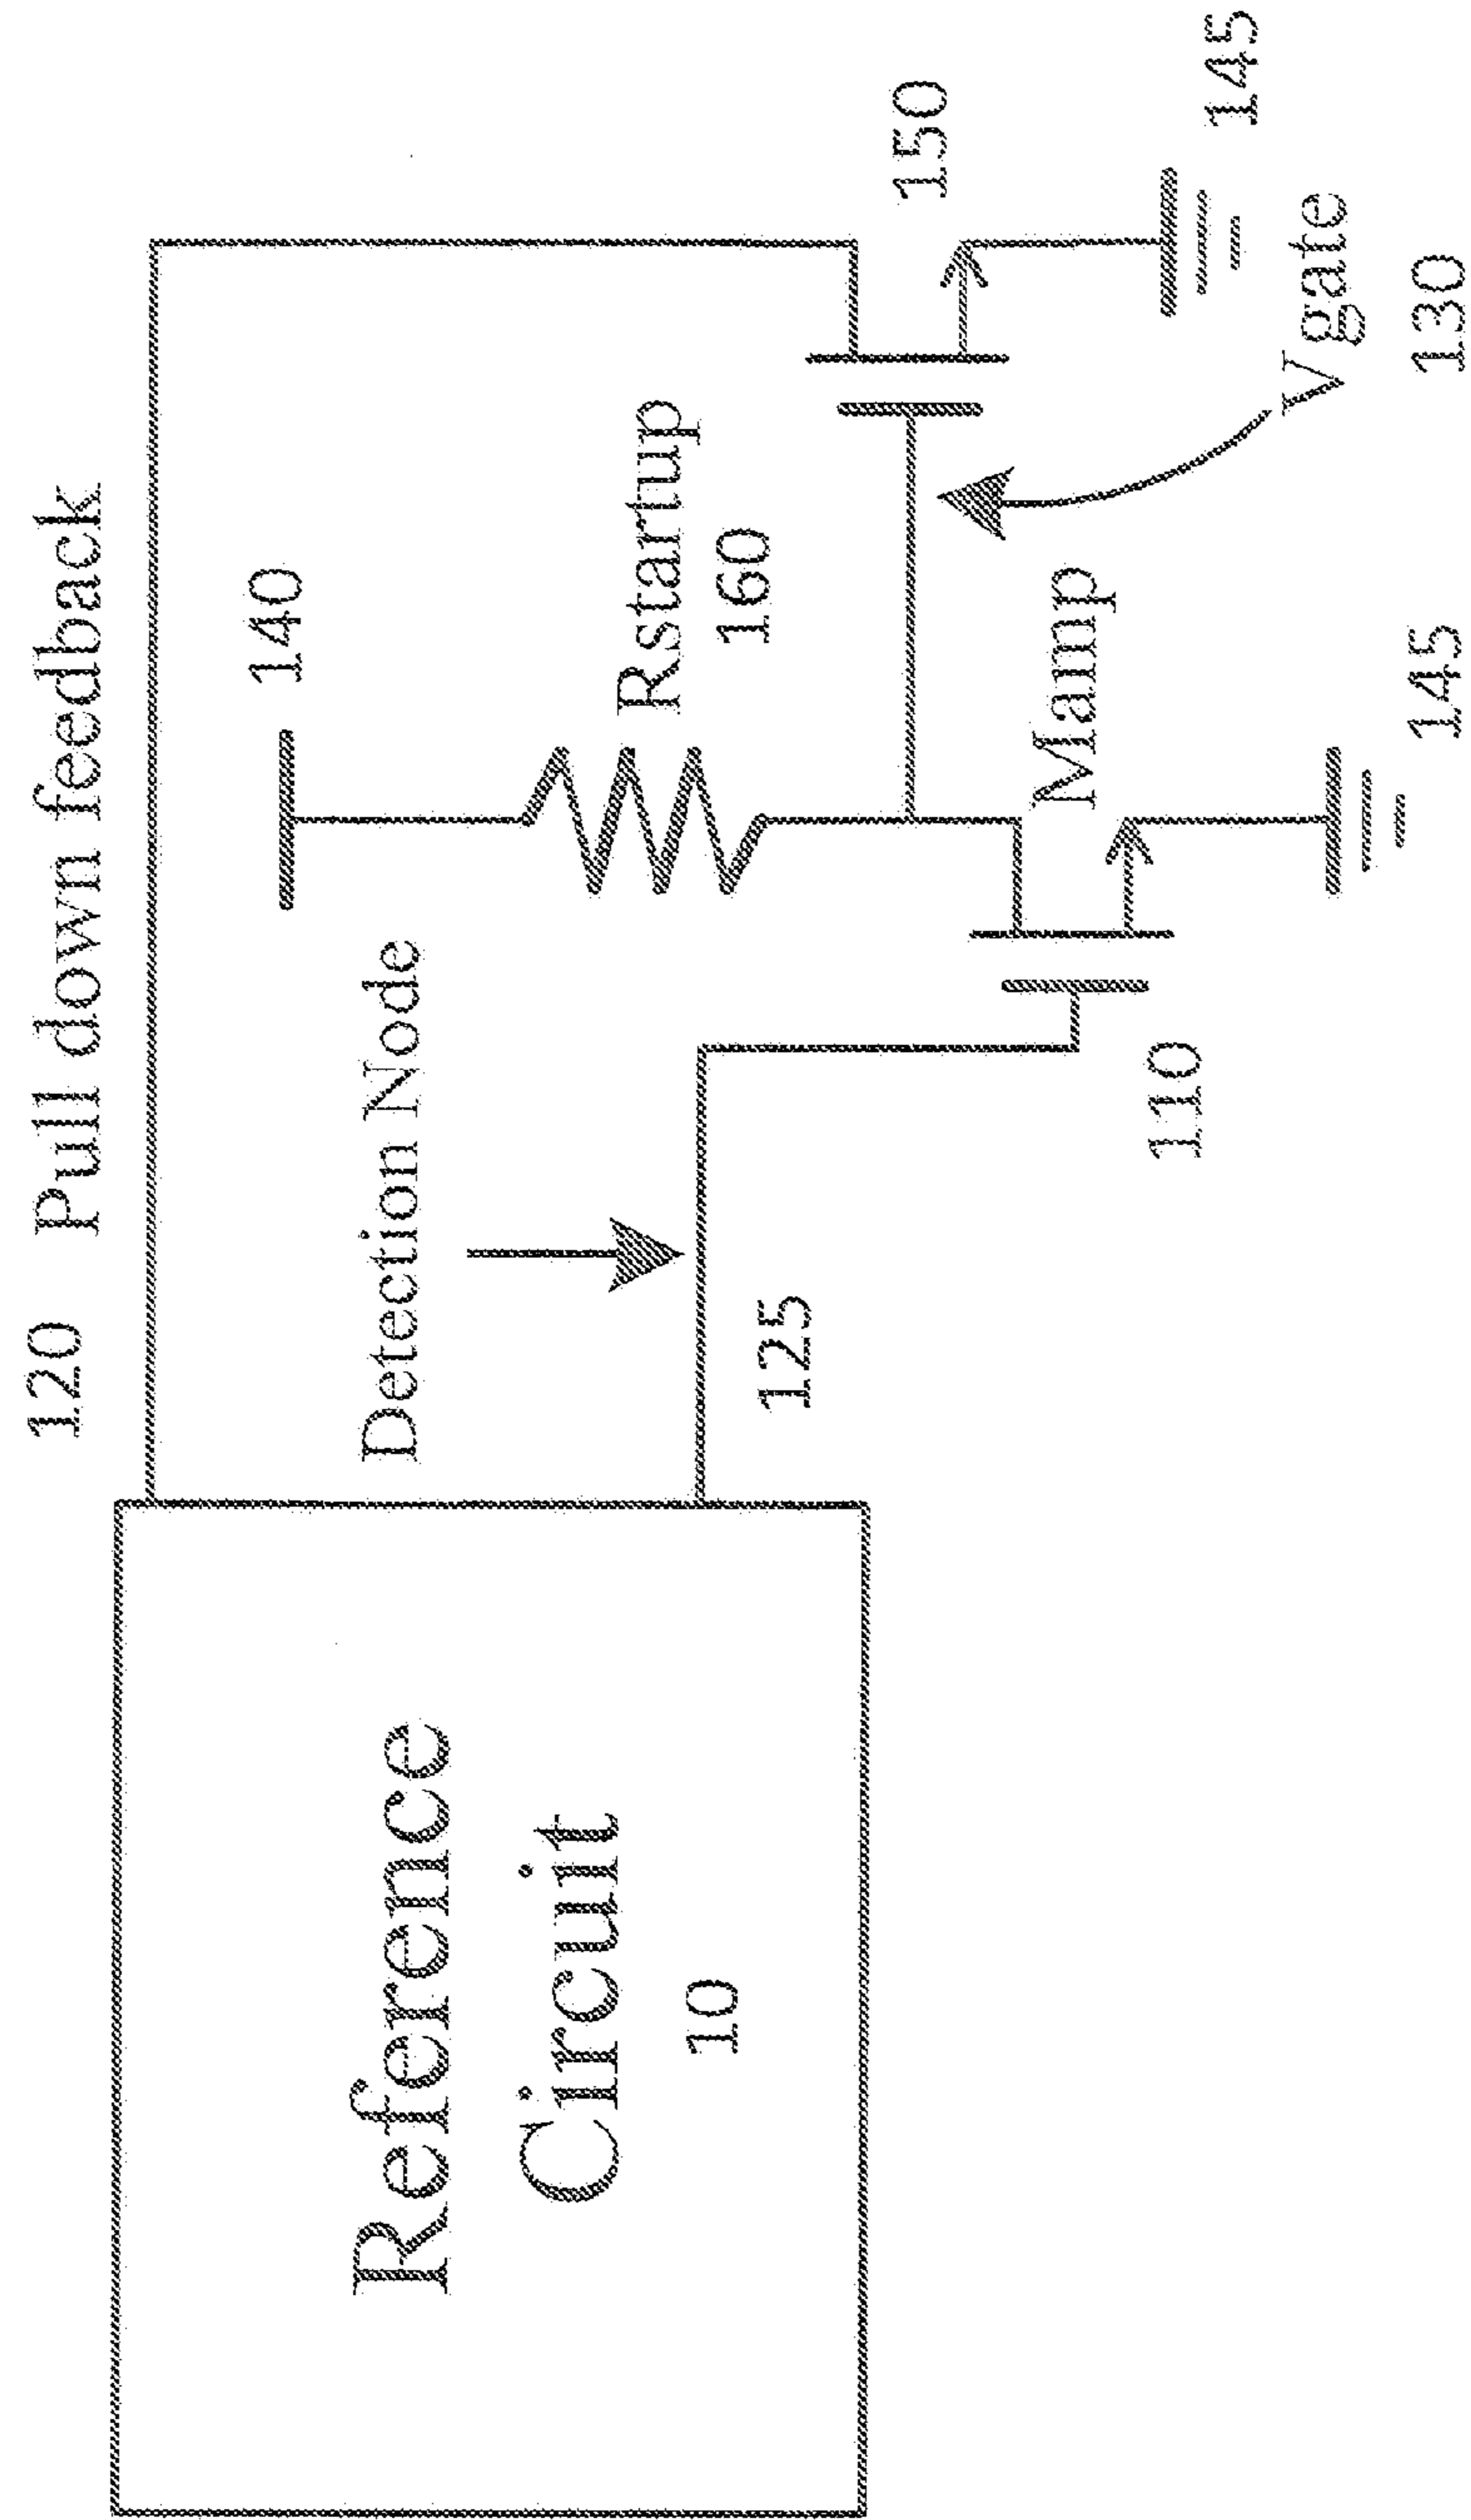 120 Pull down feedback
140
Detection Node
Rstartup
160
125
Reference
Circuit
10
150
Mamp
110
145
145
Vgate
130